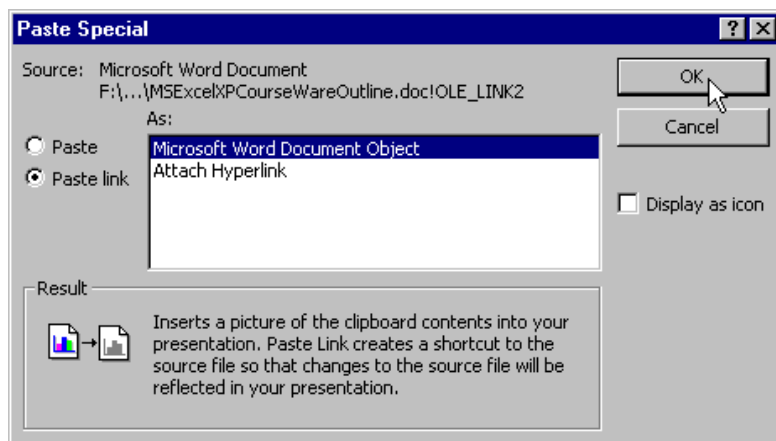 Paste Special
Source: Microsoft Word Document
F:\...\MSExcelXPCourseWareOutline.doc!OLE_LINK2
As:
Paste
Paste link
Microsoft Word Document Object
Attach Hyperlink
OK
Cancel
Display as icon
Result
Inserts a picture of the clipboard contents into your
presentation. Paste Link creates a shortcut to the
source file so that changes to the source file will be
reflected in your presentation.